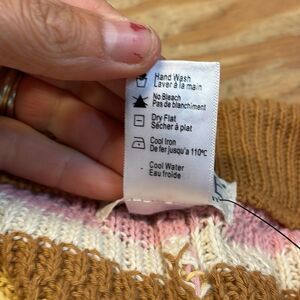 Hand Wash
Laver à la main
No Bleach
Pas de blanchiment
Dry Flat
Sécher à plat
Cool Iron
De fer jusqu'a 110ºC
Cool Water
Eau froide